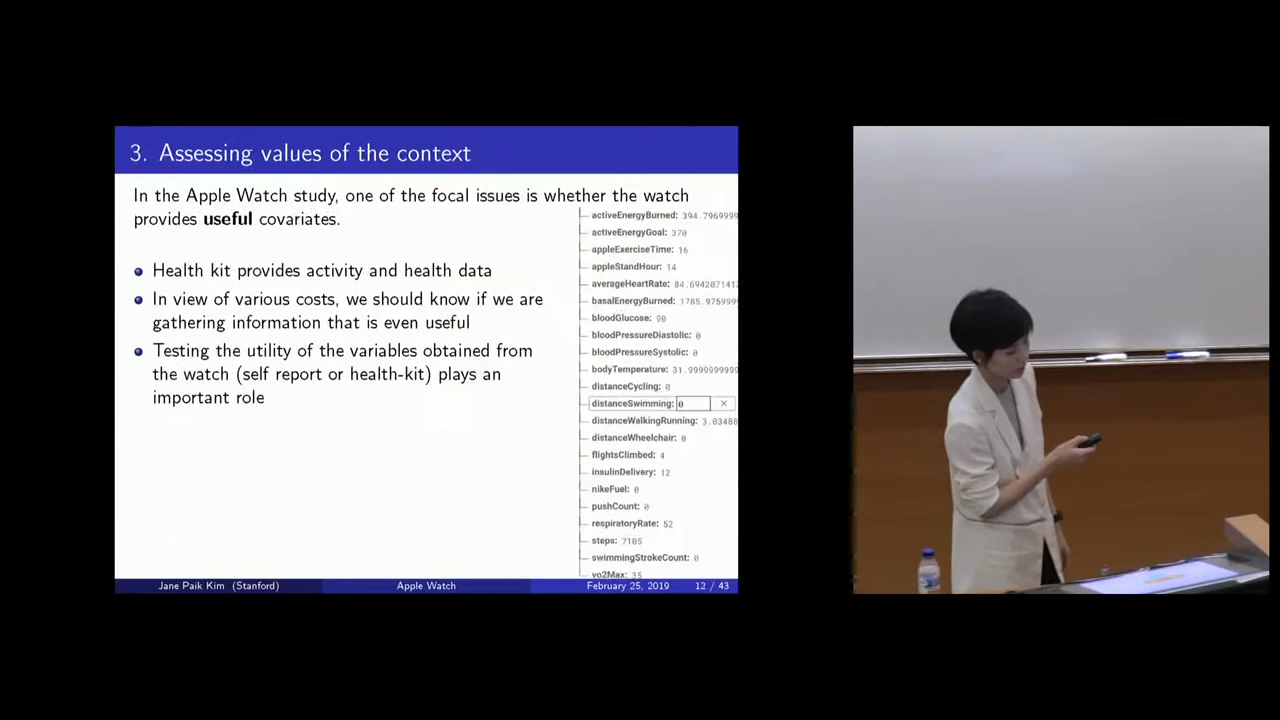 3. Assessing values of the context
In the Apple Watch study, one of the focal issues is whether the watch
provides useful covariates.
Health kit provides activity and health data
In view of various costs, we should know if we are
gathering information that is even useful
Testing the utility of the variables obtained from
the watch (self report or health-kit) plays an
important role
activeEnergyBurned: 394.7969999
activeEnergyGoal: 370
appleExerciseTime: 16
appleStandHour: 14
averageHeartRate: 84.6942071417
basalEnergyBurned: 1785.975999
bloodGlucose: 90
bloodPressureDiastolic: 0
bloodPressureSystolic: 0
bodyTemperature: 31.9999999999
distanceCycling: 0
distanceSwimming: 0 ×
distanceWalkingRunning: 3.03488
distanceWheelchair: 0
flightsClimbed: 4
insulinDelivery: 12
nikeFuel: 0
pushCount: 0
respiratoryRate: 52
steps: 7105
swimmingStrokeCount: 0
vo2Max: 35
Jane Paik Kim (Stanford) Apple Watch February 25, 2019 12 / 43